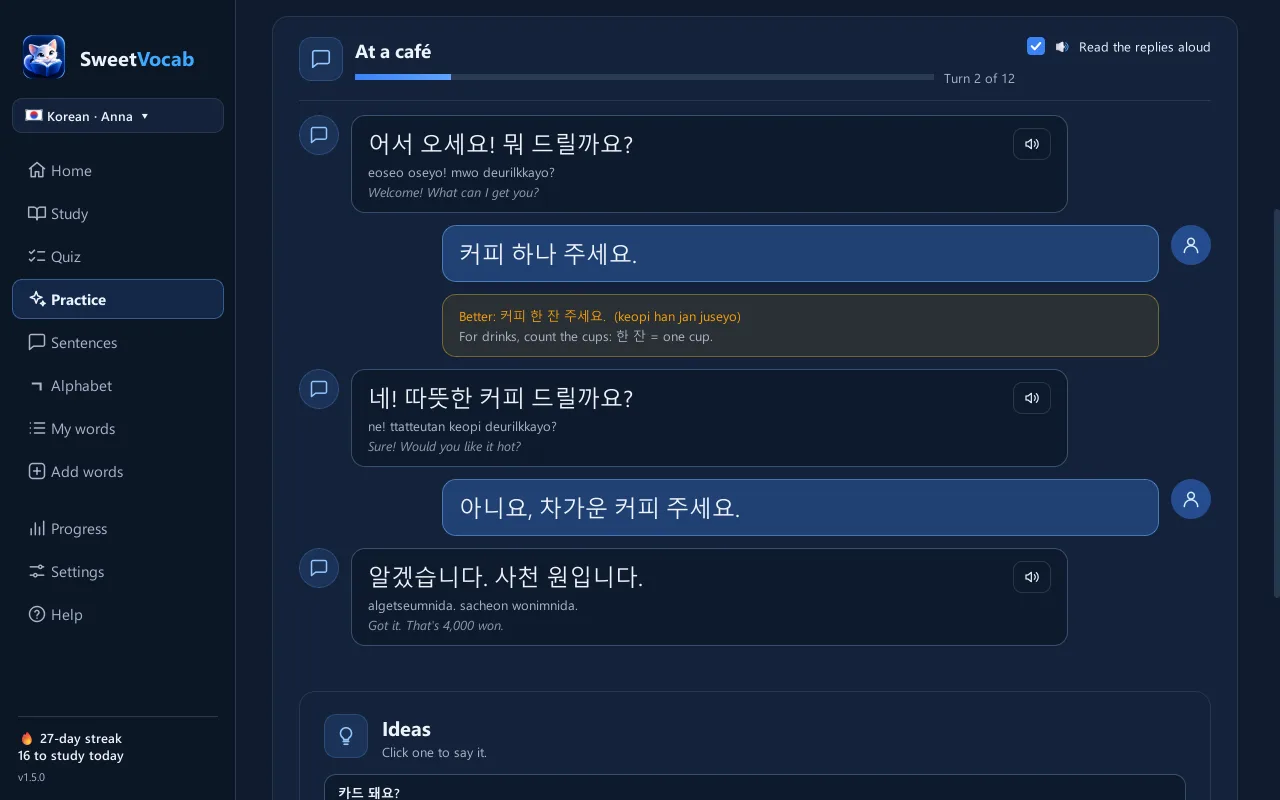 SweetVocab
Korean · Anna
Home
Study
Quiz
Practice
Sentences
Alphabet
My words
Add words
Progress
Settings
Help
27-day streak
16 to study today
v1.5.0
At a café
Read the replies aloud
Turn 2 of 12
어서 오세요! 뭐 드릴까요?
eoseo oseyo! mwo deurilkkayo?
Welcome! What can I get you?
커피 하나 주세요.
Better: 커피 한 잔 주세요. (keopi han jan juseyo)
For drinks, count the cups: 한 잔 = one cup.
네! 따뜻한 커피 드릴까요?
ne! ttatteutan keopi deurilkkayo?
Sure! Would you like it hot?
아니요, 차가운 커피 주세요.
알겠습니다. 사천 원입니다.
algetseumnida. sacheon wonimnida.
Got it. That's 4,000 won.
Ideas
Click one to say it.
카드 돼요?